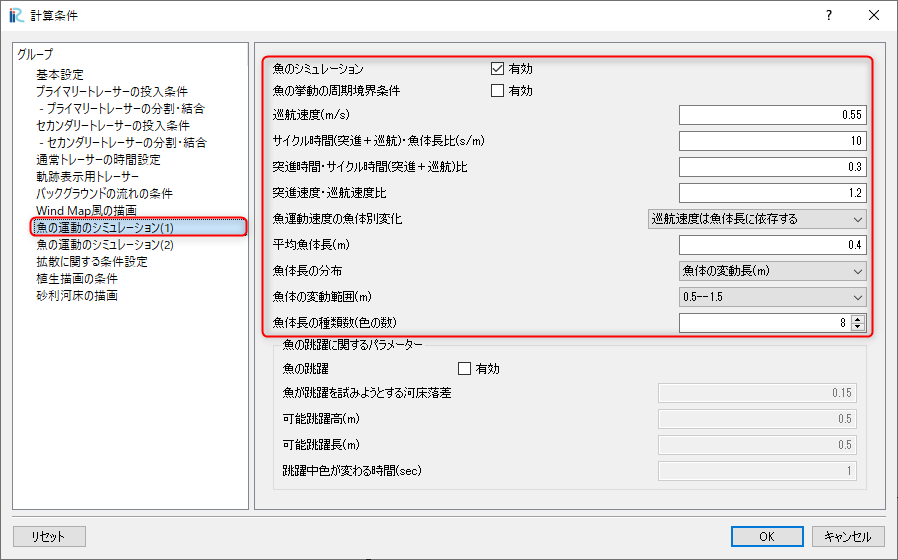 計算条件
グループ
基本設定
プライマリートレーサーの投入条件
- プライマリートレーサーの分割・結合
セカンダリートレーサーの投入条件
- セカンダリートレーサーの分割・結合
通常トレーサーの時間設定
軌跡表示用トレーサー
バックグラウンドの流れの条件
Wind Map風の描画
魚の運動のシミュレーション(1)
魚の運動のシミュレーション(2)
拡散に関する条件設定
植生描画の条件
砂利河床の描画
魚のシミュレーション 有効
魚の挙動の周期境界条件 有効
巡航速度(m/s) 0.55
サイクル時間(突進＋巡航)・魚体長比(s/m) 10
突進時間・サイクル時間(突進＋巡航)比 0.3
突進速度・巡航速度比 1.2
魚運動速度の魚体別変化 巡航速度は魚体長に依存する
平均魚体長(m) 0.4
魚体長の分布 魚体の変動長(m)
魚体の変動範囲(m) 0.5--1.5
魚体長の種類数(色の数) 8
魚の跳躍に関するパラメーター
魚の跳躍 有効
魚が跳躍を試みようとする河床落差 0.15
可能跳躍高(m) 0.5
可能跳躍長(m) 0.5
跳躍中色が変わる時間(sec) 1
リセット OK キャンセル